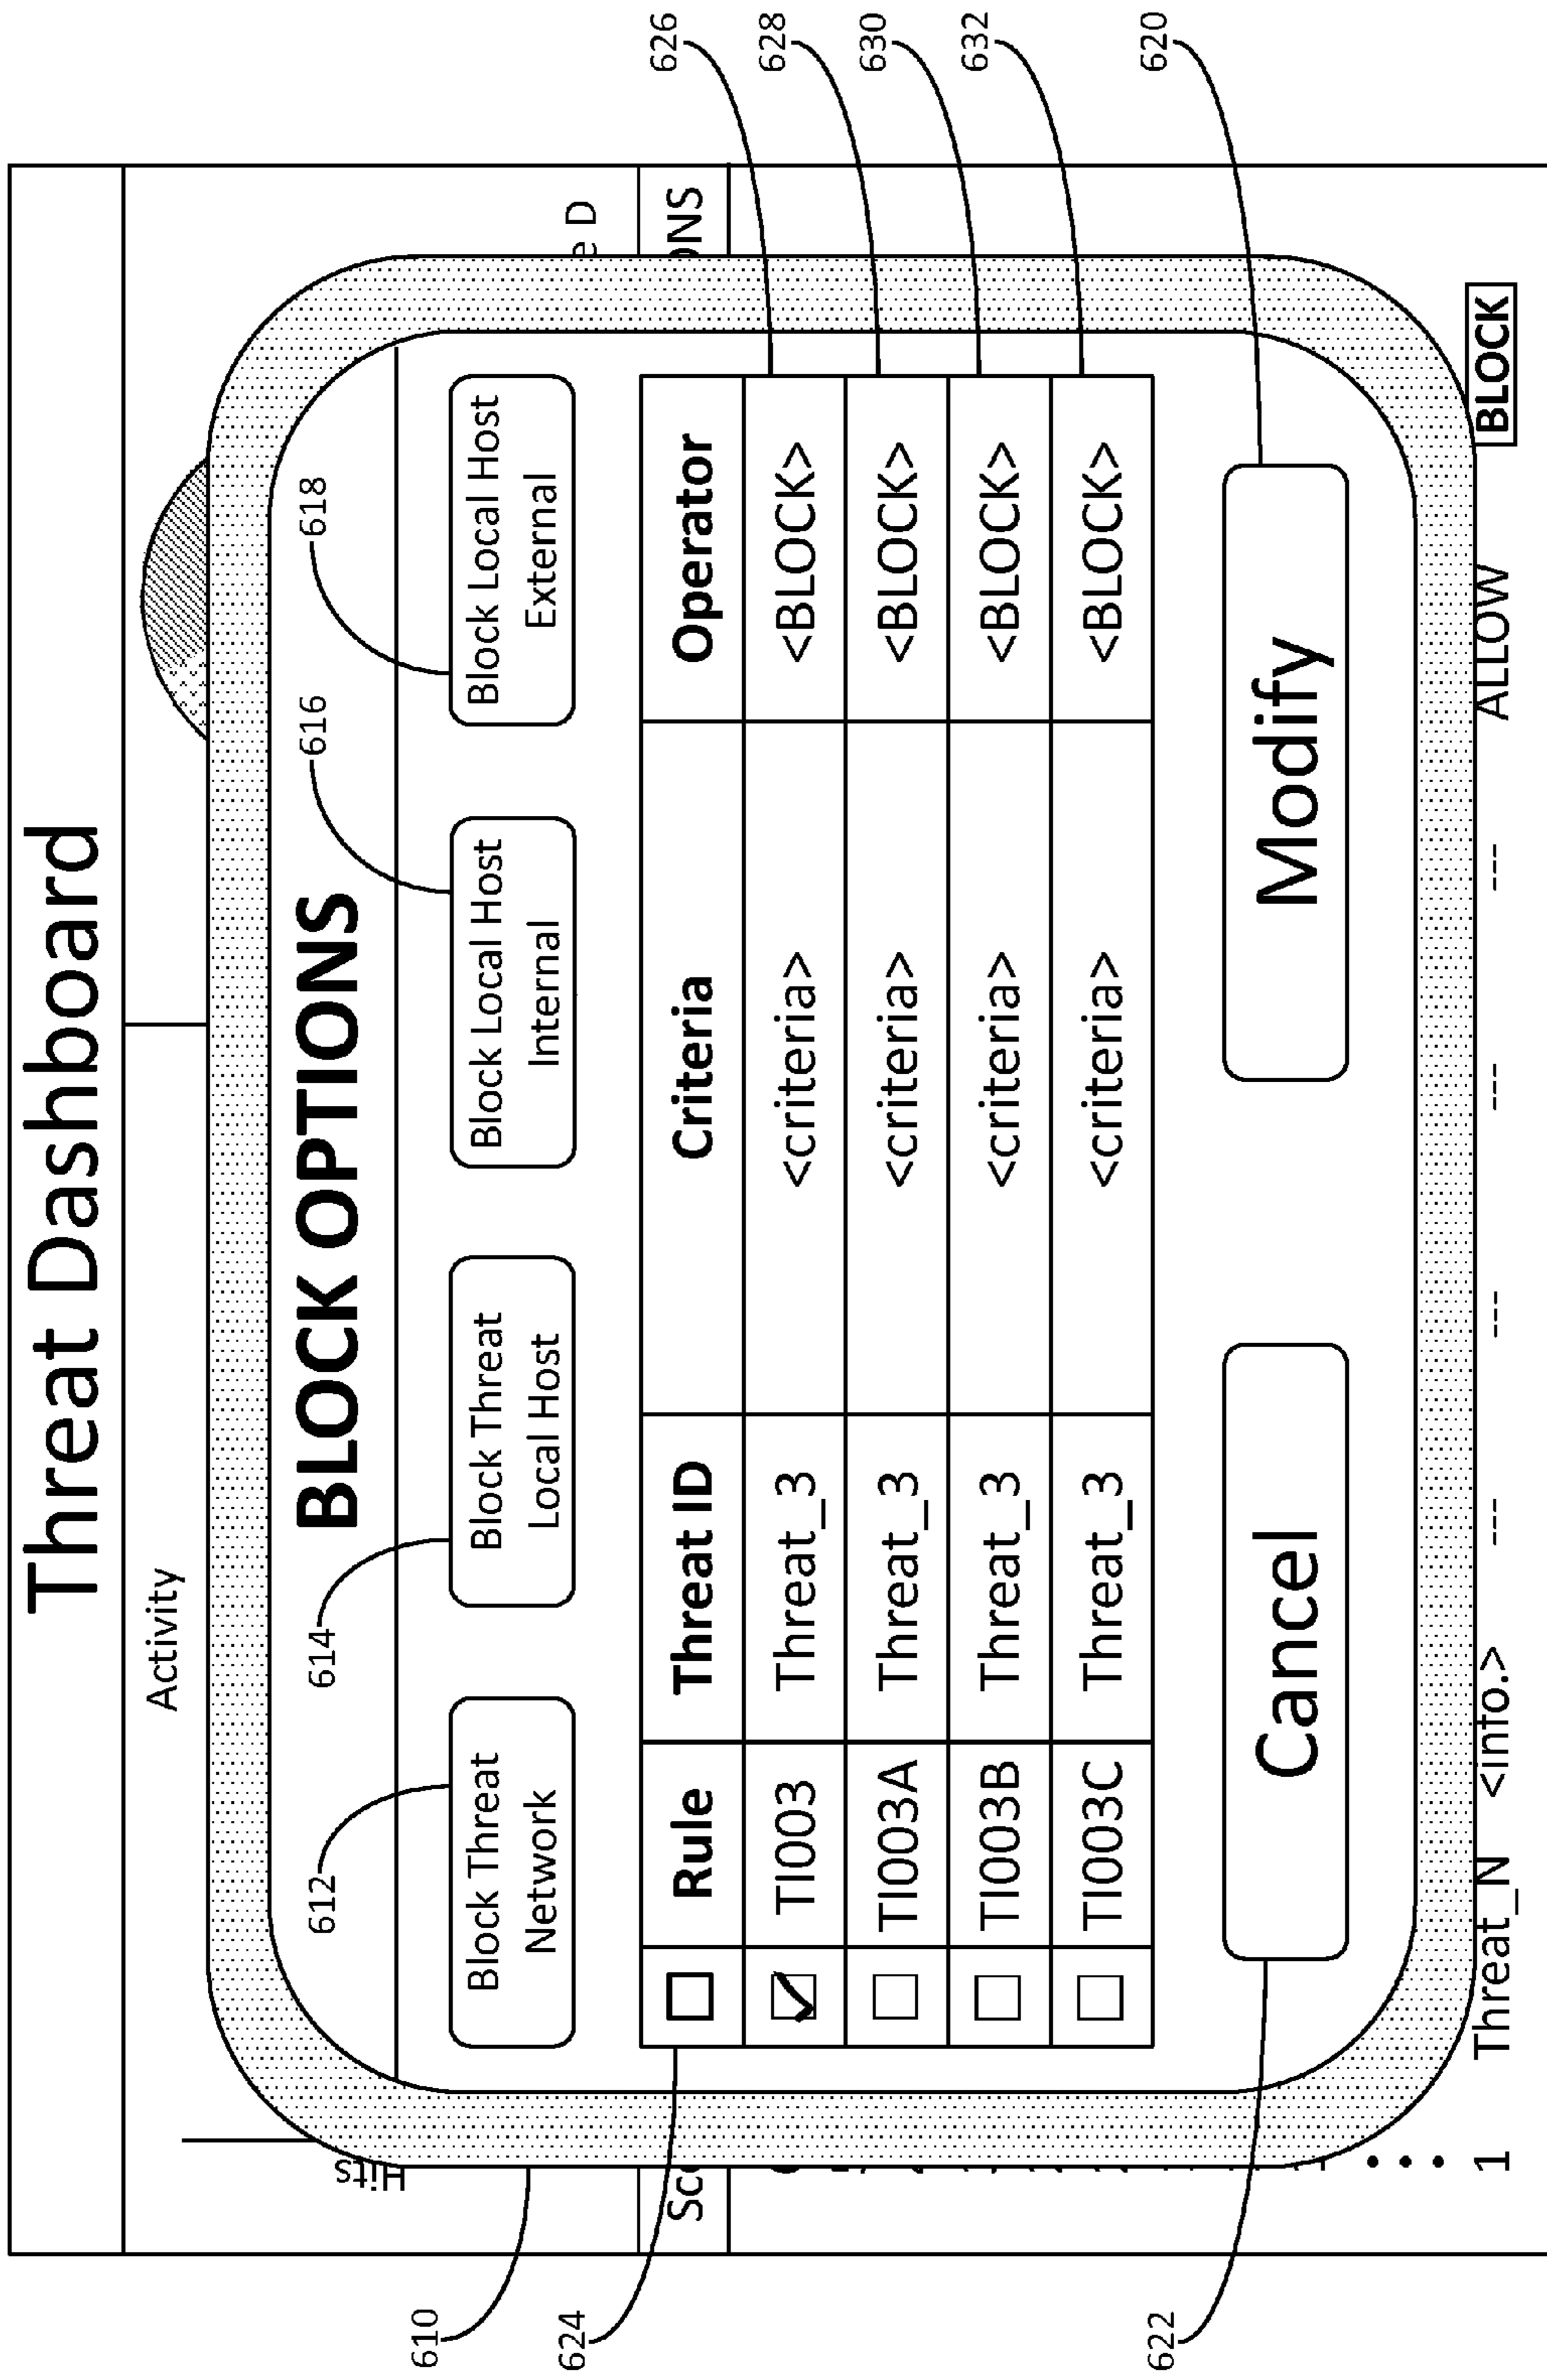 Threat Dashboard
Activity
Hits
e D
BLOCK OPTIONS
612
614
616
618
Block Threat
Network
Block Threat
Local Host
Block Local Host
Internal
Block Local Host
External
610
624
Sc
ONS
Rule Threat ID Criteria Operator
TI003 Threat_3 <criteria> <BLOCK>
626
TI003A Threat_3 <criteria> <BLOCK>
628
TI003B Threat_3 <criteria> <BLOCK>
630
TI003C Threat_3 <criteria> <BLOCK>
632
Cancel
Modify
622
620
1 Threat_N <info.> --- --- --- --- ALLOW BLOCK